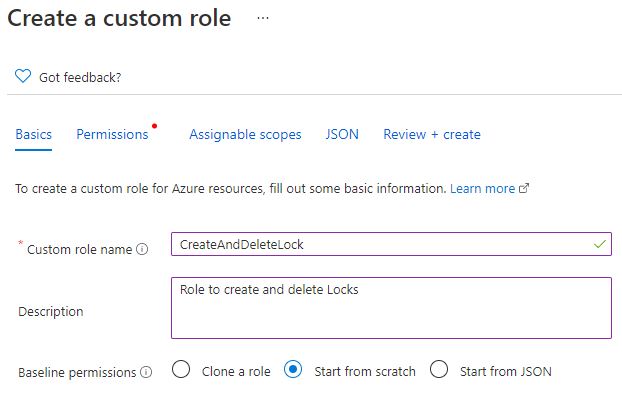 Create a custom role ...
Got feedback?
Basics Permissions Assignable scopes JSON Review + create
To create a custom role for Azure resources, fill out some basic information. Learn more
* Custom role name CreateAndDeleteLock
Description Role to create and delete Locks
Baseline permissions Clone a role Start from scratch Start from JSON